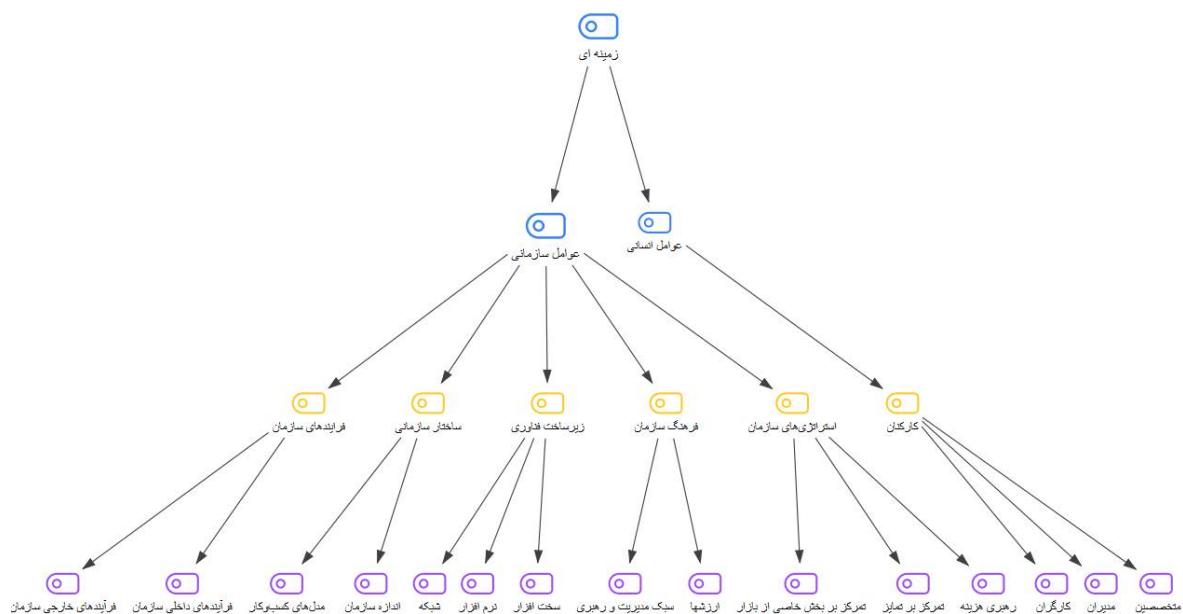 زمینه ای
عوامل انسانی
عوامل سازمانی
کارکنان
استراتژی‌های سازمان
فرهنگ سازمان
زیرساخت فناوری
ساختار سازمانی
فرایندهای سازمان
متخصصین
مدیران
کارگران
رهبری هزینه
تمرکز بر تمایز
تمرکز بر بخش خاصی از بازار
ارزشها
سبک مدیریت و رهبری
سخت افزار
نرم افزار
شبکه
اندازه سازمان
مدل‌های کسب‌وکار
فرآیندهای داخلی سازمان
فرآیندهای خارجی سازمان